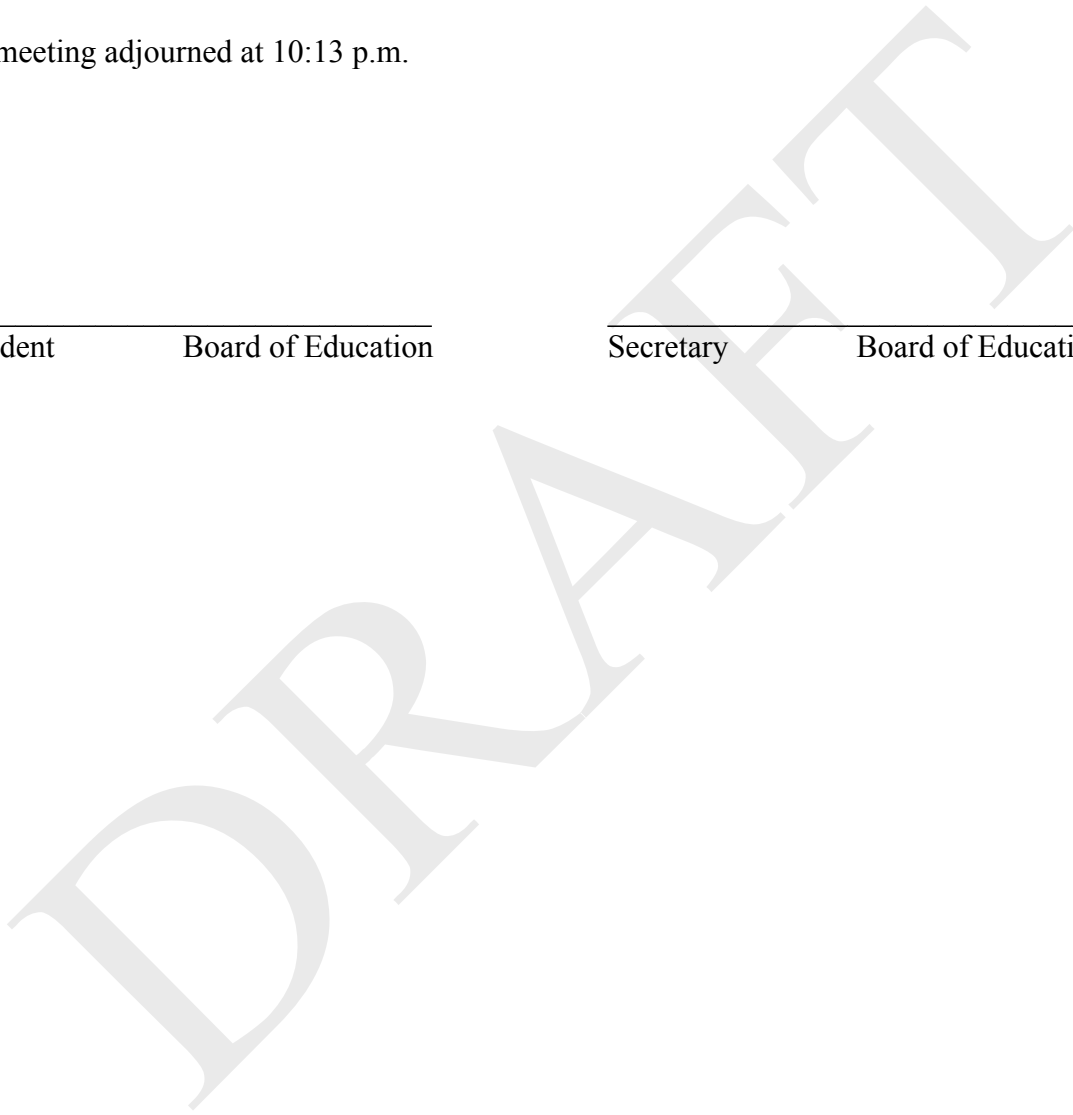 meeting adjourned at 10:13 p.m.
dent Board of Education Secretary Board of Educati
DRAFT